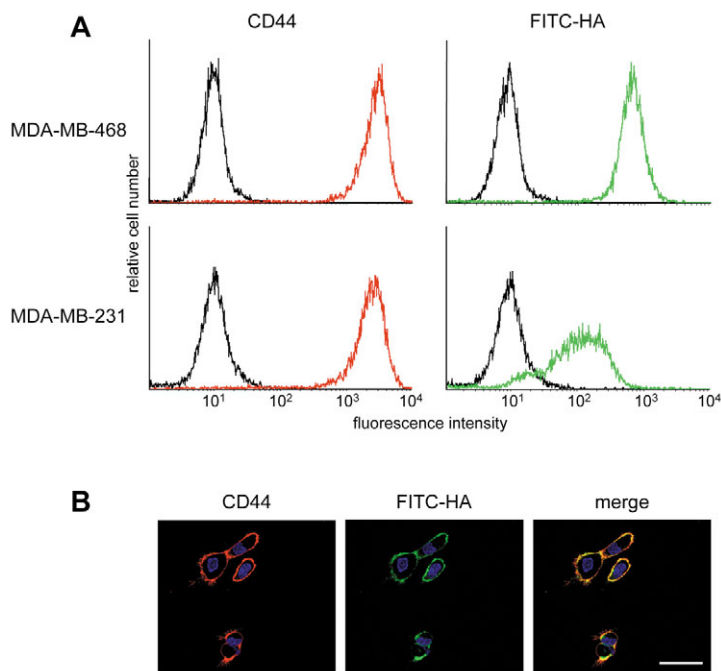 A
CD44
FITC-HA
MDA-MB-468
relative cell number
MDA-MB-231
10¹ 10² 10³ 10⁴
10¹ 10² 10³ 10⁴
fluorescence intensity
B
CD44
FITC-HA
merge